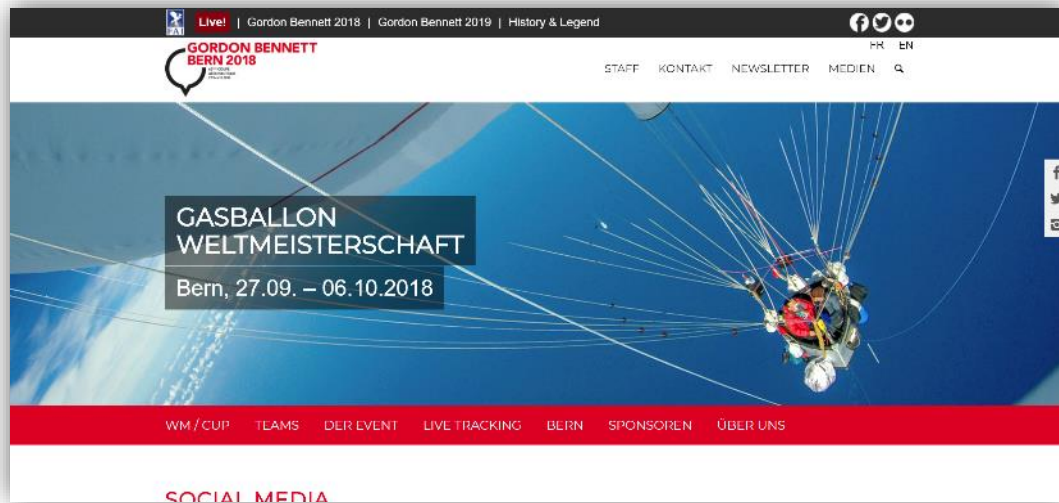 FAI Live! | Gordon Bennett 2018 | Gordon Bennett 2019 | History & Legend
FR EN
GORDON BENNETT
BERN 2018
STAFF KONTAKT NEWSLETTER MEDIEN
GASBALLON
WELTMEISTERSCHAFT
Bern, 27.09. – 06.10.2018
WM / CUP TEAMS DER EVENT LIVE TRACKING BERN SPONSOREN ÜBER UNS
SOCIAL MEDIA